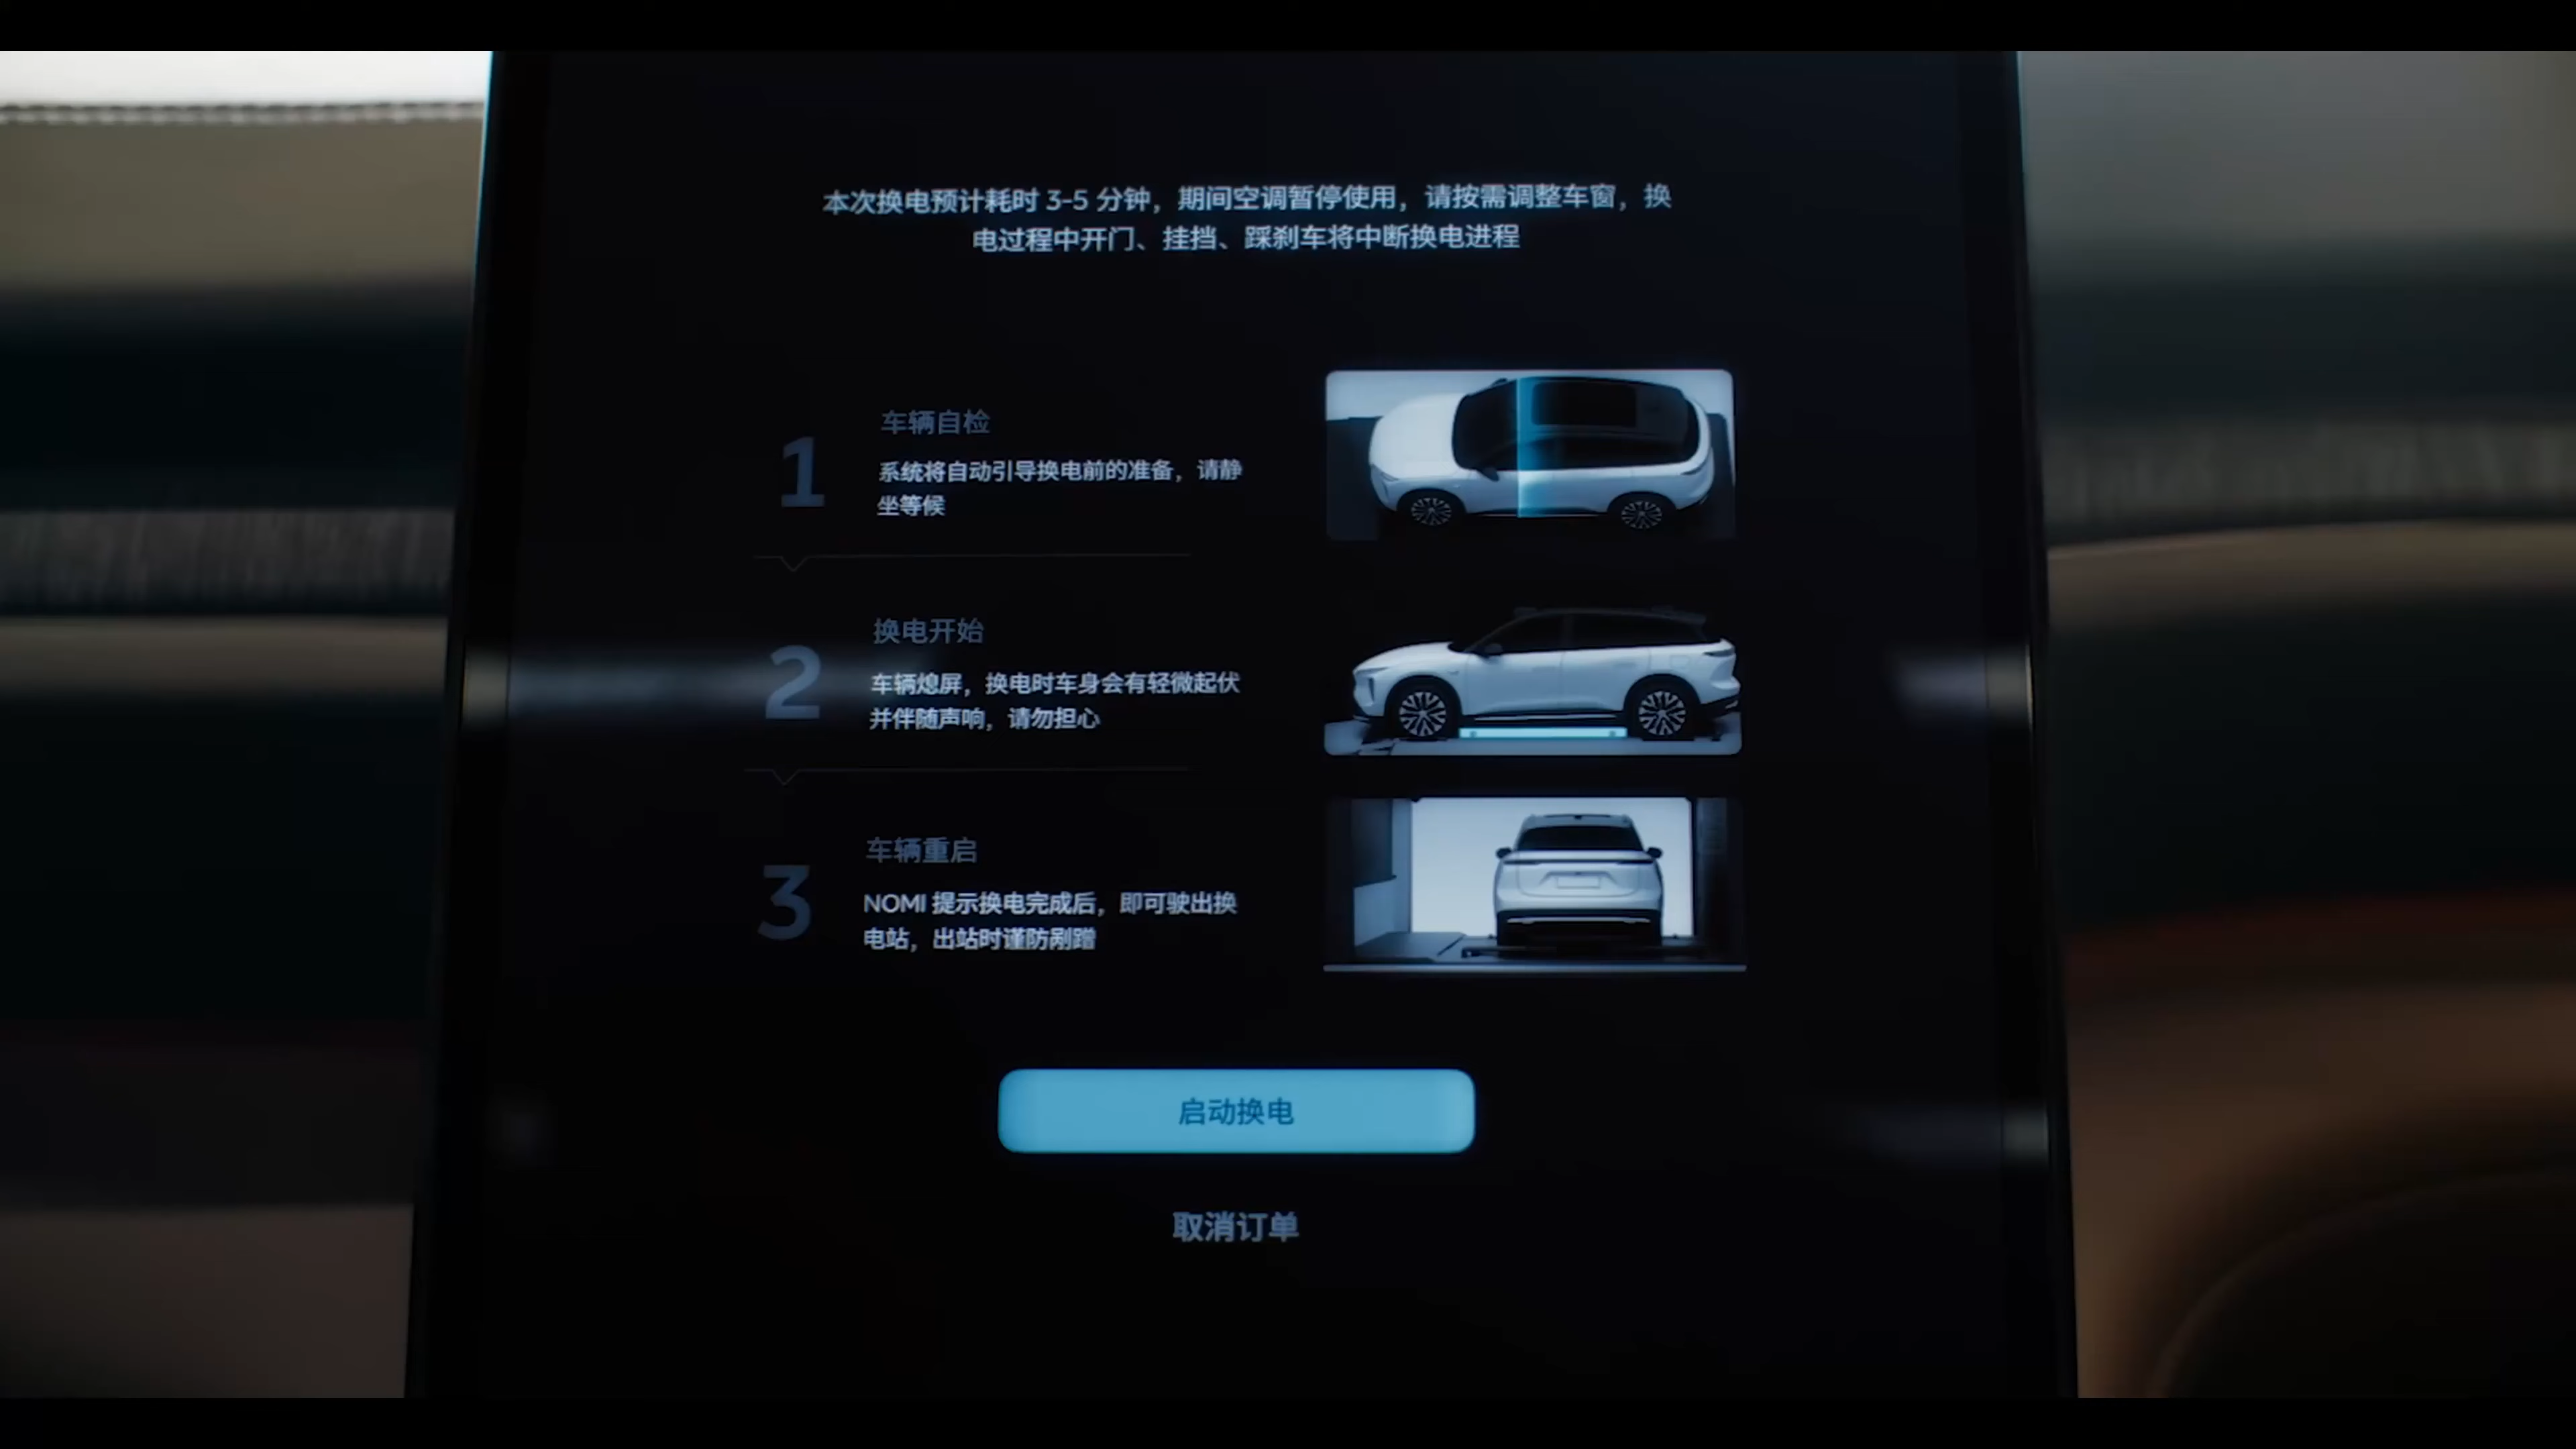 本次换电预计耗时 3-5 分钟，期间空调暂停使用，请按需调整车窗，换
电过程中开门、挂挡、踩刹车将中断换电进程
1
车辆自检
系统将自动引导换电前的准备，请静
坐等候
2
换电开始
车辆熄屏，换电时车身会有轻微起伏
并伴随声响，请勿担心
3
车辆重启
NOMI 提示换电完成后，即可驶出换
电站，出站时谨防剐蹭
启动换电
取消订单